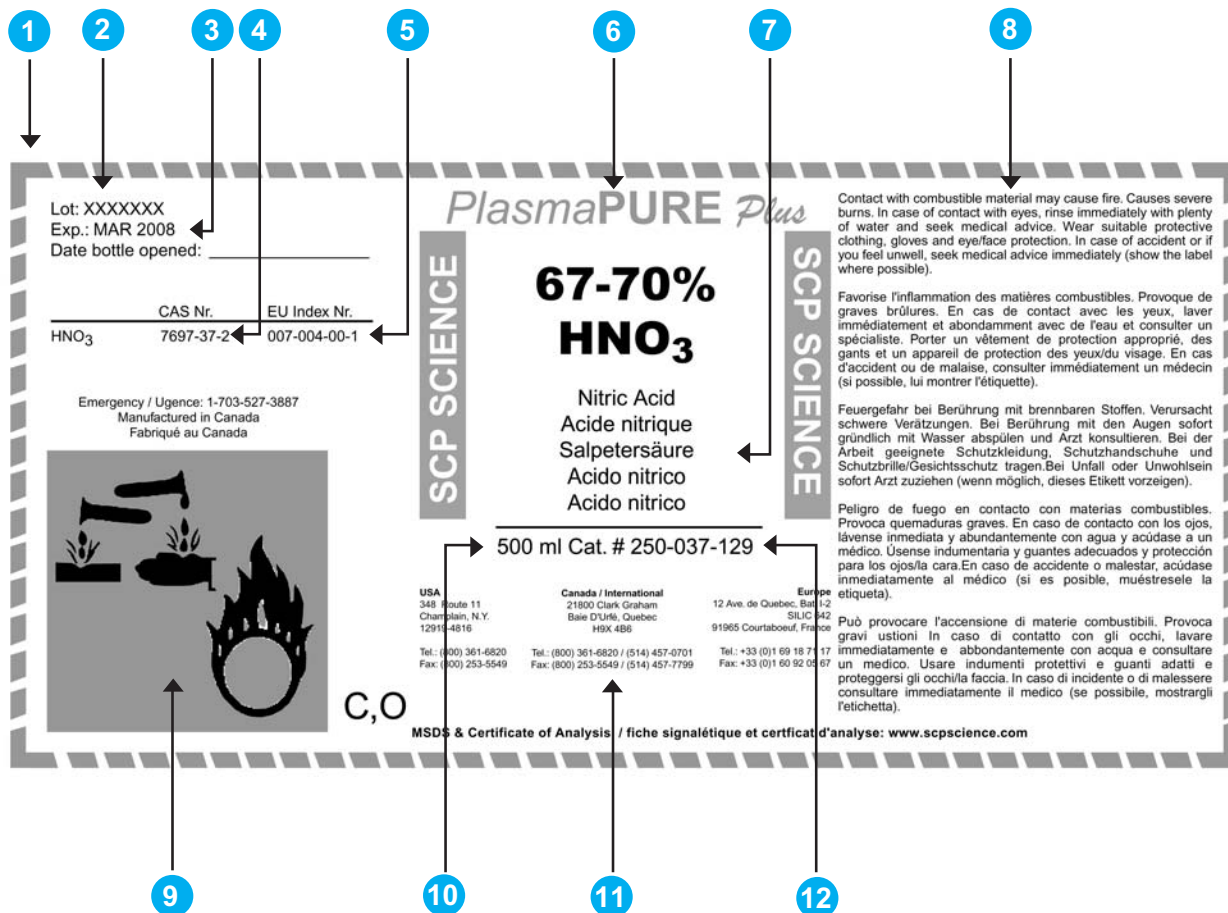 1 2 3 4 5 6 7 8
Lot: XXXXXXX
Exp.: MAR 2008
Date bottle opened:
CAS Nr. EU Index Nr.
HNO3 7697-37-2 007-004-00-1
Emergency / Ugence: 1-703-527-3887
Manufactured in Canada
Fabriqué au Canada
C,O
PlasmaPURE Plus
SCP SCIENCE
67-70%
HNO3
Nitric Acid
Acide nitrique
Salpetersäure
Acido nitrico
Acido nitrico
SCP SCIENCE
500 ml Cat. # 250-037-129
USA
348 Route 11
Champlain, N.Y.
12919-4816
Tel.: (800) 361-6820
Fax: (800) 253-5549
Canada / International
21800 Clark Graham
Baie D'Urfé, Quebec
H9X 4B6
Tel.: (800) 361-6820 / (514) 457-0701
Fax: (800) 253-5549 / (514) 457-7799
Europe
12 Ave. de Quebec, Bat. I-2
SILIC 642
91965 Courtaboeuf, France
Tel.: +33 (0)1 69 18 71 17
Fax: +33 (0)1 60 92 05 67
MSDS & Certificate of Analysis / fiche signalétique et certficat d'analyse: www.scpscience.com
Contact with combustible material may cause fire. Causes severe
burns. In case of contact with eyes, rinse immediately with plenty
of water and seek medical advice. Wear suitable protective
clothing, gloves and eye/face protection. In case of accident or if
you feel unwell, seek medical advice immediately (show the label
where possible).
Favorise l'inflammation des matières combustibles. Provoque de
graves brûlures. En cas de contact avec les yeux, laver
immédiatement et abondamment avec de l'eau et consulter un
spécialiste. Porter un vêtement de protection approprié, des
gants et un appareil de protection des yeux/du visage. En cas
d'accident ou de malaise, consulter immédiatement un médecin
(si possible, lui montrer l'étiquette).
Feuergefahr bei Berührung mit brennbaren Stoffen. Verursacht
schwere Verätzungen. Bei Berührung mit den Augen sofort
gründlich mit Wasser abspülen und Arzt konsultieren. Bei der
Arbeit geeignete Schutzkleidung, Schutzhandschuhe und
Schutzbrille/Gesichtsschutz tragen.Bei Unfall oder Unwohlsein
sofort Arzt zuziehen (wenn möglich, dieses Etikett vorzeigen).
Peligro de fuego en contacto con materias combustibles.
Provoca quemaduras graves. En caso de contacto con los ojos,
lávense inmediata y abundantemente con agua y acúdase a un
médico. Úsense indumentaria y guantes adecuados y protección
para los ojos/la cara.En caso de accidente o malestar, acúdase
inmediatamente al médico (si es posible, muéstresele la
etiqueta).
Può provocare l'accensione di materie combustibili. Provoca
gravi ustioni In caso di contatto con gli occhi, lavare
immediatamente e abbondantemente con acqua e consultare
un medico. Usare indumenti protettivi e guanti adatti e
proteggersi gli occhi/la faccia. In caso di incidente o di malessere
consultare immediatamente il medico (se possibile, mostrargli
l'etichetta).
9 10 11 12